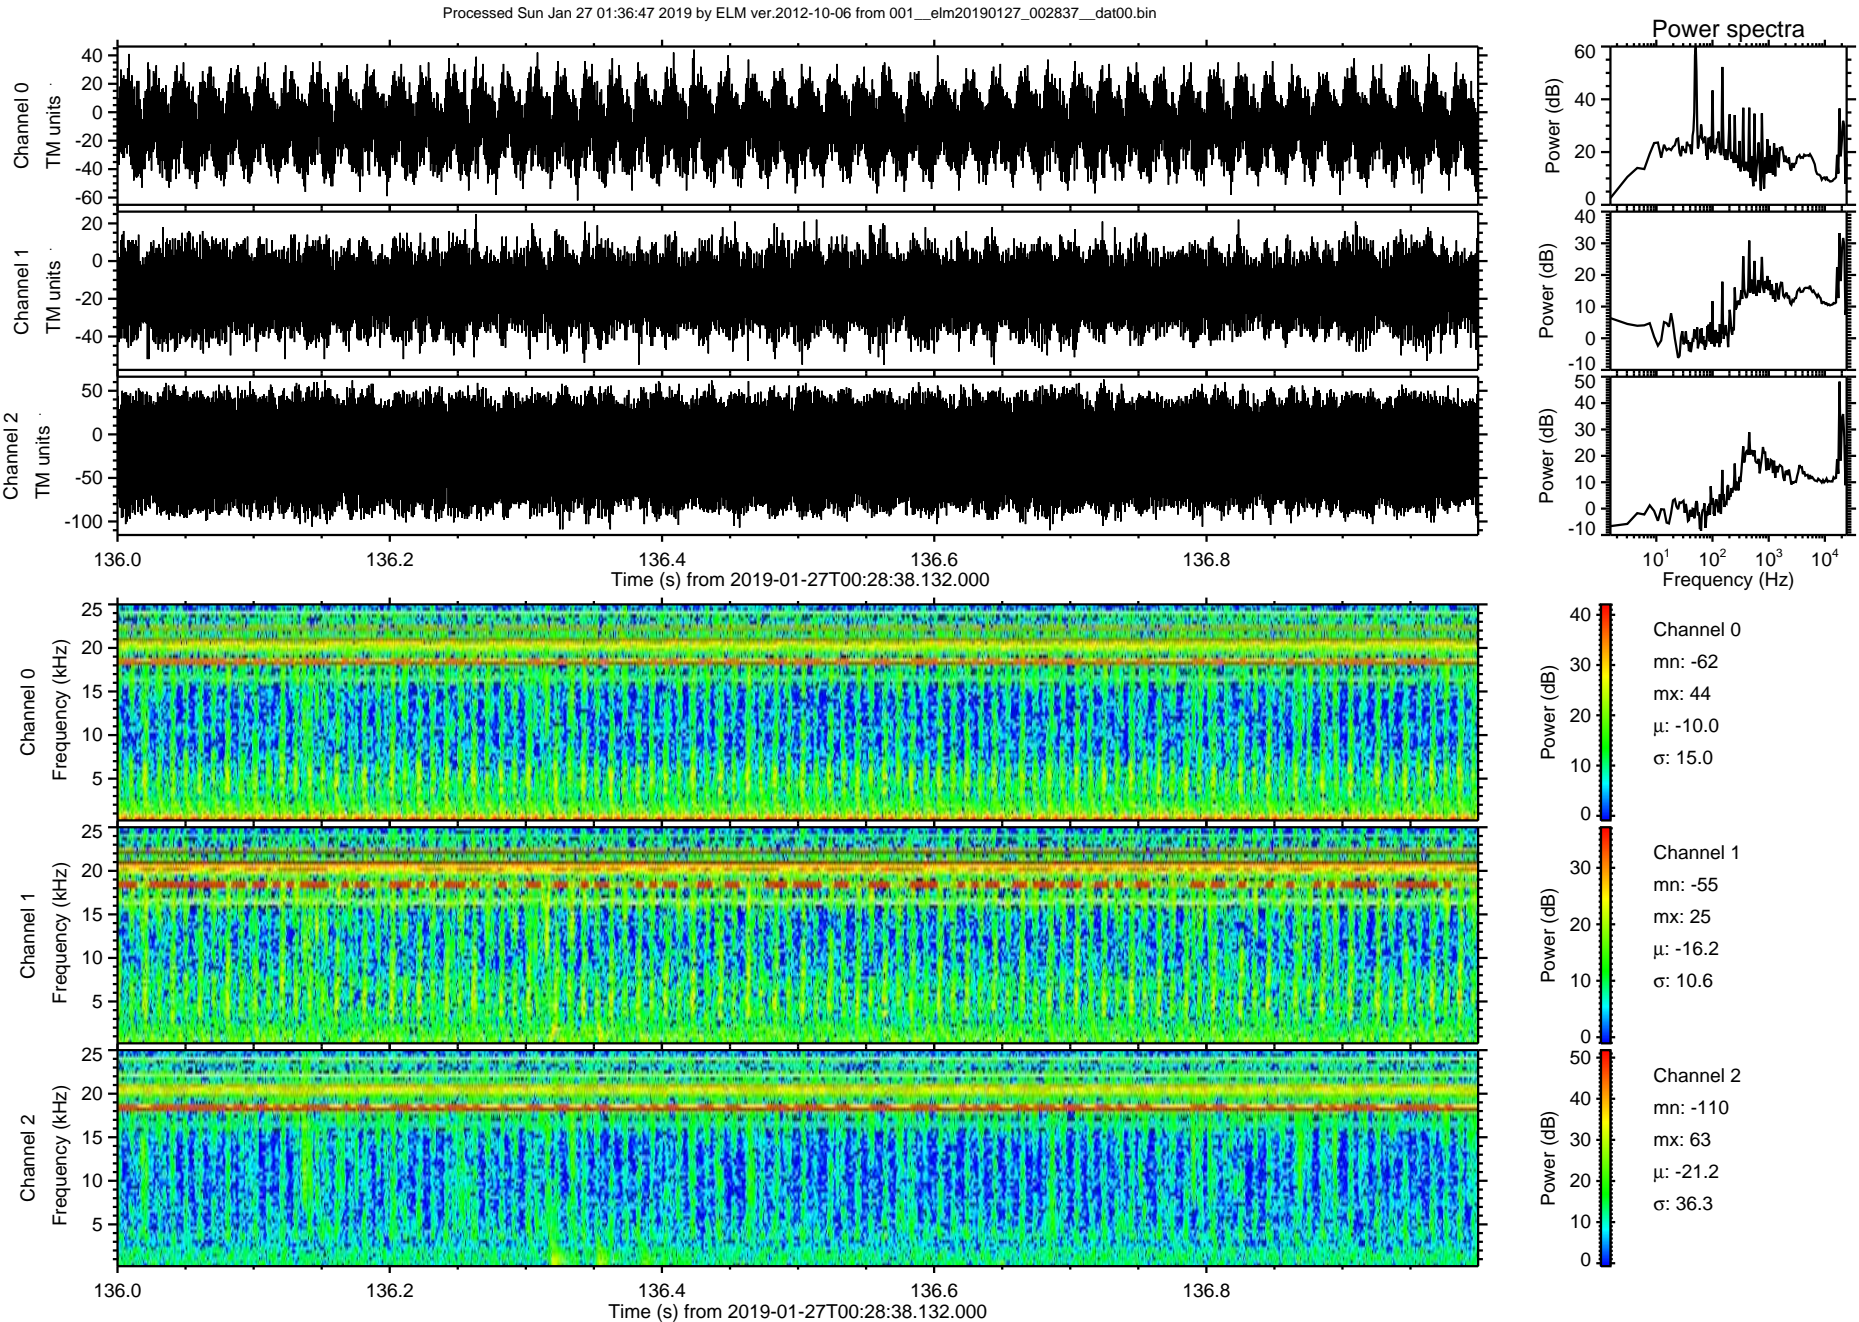 Processed Sun Jan 27 01:36:47 2019 by ELM ver.2012-10-06 from 001__elm20190127_002837__dat00.bin
Power spectra
Channel 0
TM units
40
20
0
-20
-40
-60
Power (dB)
60
40
20
0
Channel 1
TM units
20
0
-20
-40
Power (dB)
40
30
20
10
0
-10
Channel 2
TM units
50
0
-50
-100
Power (dB)
50
40
30
20
10
0
-10
136.0
136.2
136.4
136.6
136.8
Time (s) from 2019-01-27T00:28:38.132.000
10^1
10^2
10^3
10^4
Frequency (Hz)
Channel 0
Frequency (kHz)
25
20
15
10
5
Power (dB)
40
30
20
10
0
Channel 0
mn: -62
mx: 44
μ: -10.0
σ: 15.0
Channel 1
Frequency (kHz)
25
20
15
10
5
Power (dB)
30
20
10
0
Channel 1
mn: -55
mx: 25
μ: -16.2
σ: 10.6
Channel 2
Frequency (kHz)
25
20
15
10
5
Power (dB)
50
40
30
20
10
0
Channel 2
mn: -110
mx: 63
μ: -21.2
σ: 36.3
136.0
136.2
136.4
136.6
136.8
Time (s) from 2019-01-27T00:28:38.132.000